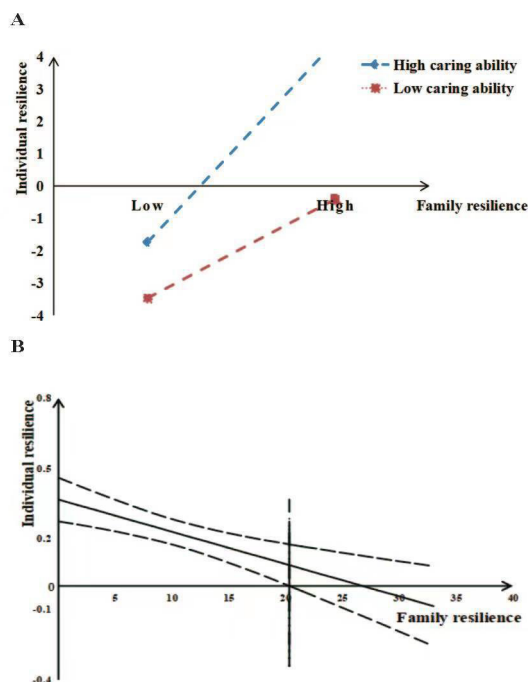 A
4
3
2
1
0
-1
-2
-3
-4
Individual resilience
High caring ability
Low caring ability
Low
High
Family resilience
B
0.8
0.5
0.2
0
-0.1
-0.4
Individual resilience
5
10
15
20
25
30
35
40
Family resilience